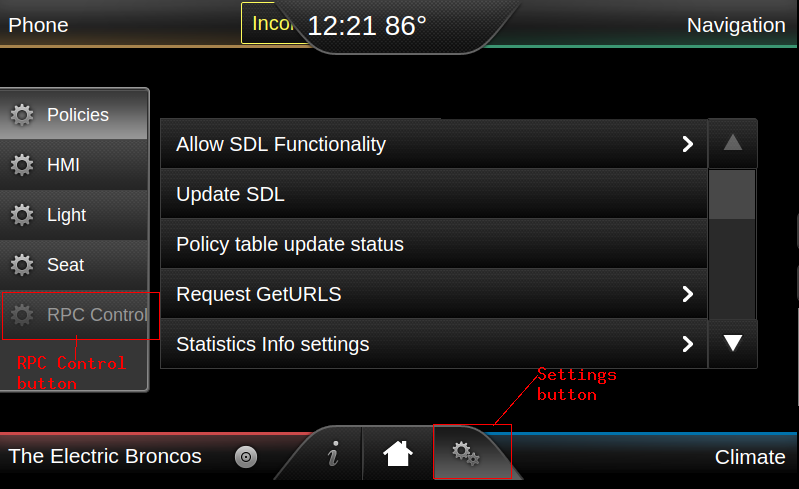 Phone
Inco
12:21 86°
Navigation
Policies
HMI
Light
Seat
RPC Control
Allow SDL Functionality
Update SDL
Policy table update status
Request GetURLS
Statistics Info settings
RPC Control
button
Settings
button
The Electric Broncos
i
Climate